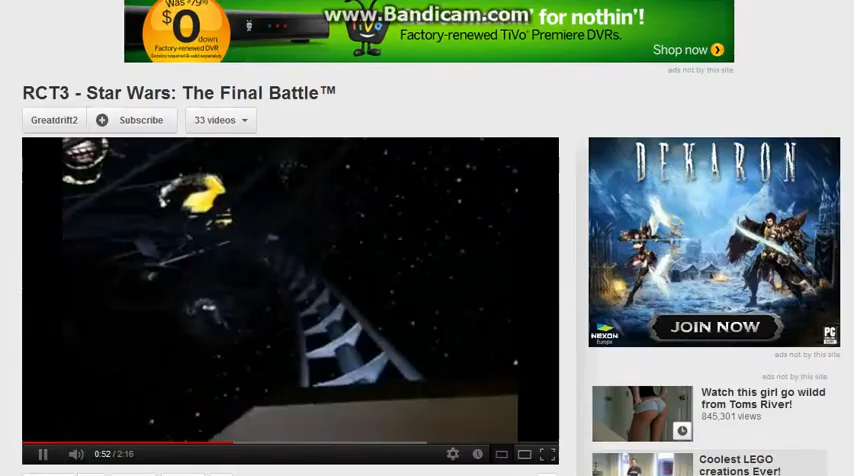 Was $79
$0 down
Factory-renewed DVR
www.Bandicam.com
TiVo
for nothin'!
Factory-renewed TiVo Premiere DVRs.
Shop now
ads not by this site
RCT3 - Star Wars: The Final Battle™
Greatdrift2
Subscribe
33 videos
DEKARON
JOIN NOW
NEXON
Europe
PC
ads not by this site
ads not by this site
Watch this girl go wildd
from Toms River!
845,301 views
Coolest LEGO
creations Ever!
0:52 / 2:16